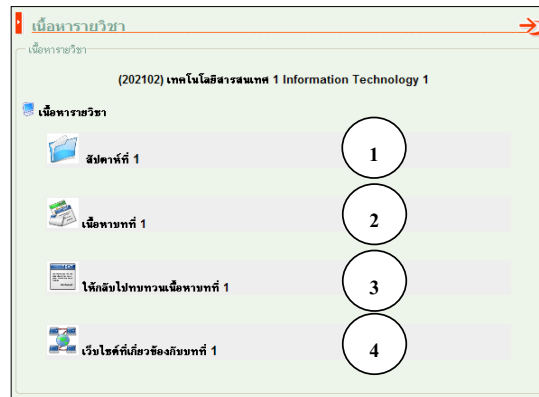 เนื้อหารายวิชา
เนื้อหารายวิชา
(202102) เทคโนโลยีสารสนเทศ 1 Information Technology 1
เนื้อหารายวิชา
สัปดาห์ที่ 1
1
เนื้อหาบทที่ 1
2
ให้กลับไปทบทวนเนื้อหาบทที่ 1
3
เว็บไซต์ที่เกี่ยวข้องกับบทที่ 1
4